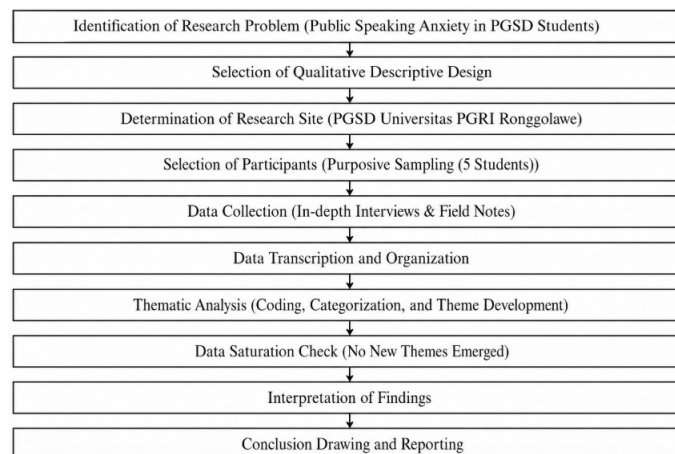 Identification of Research Problem (Public Speaking Anxiety in PGSD Students)
Selection of Qualitative Descriptive Design
Determination of Research Site (PGSD Universitas PGRI Ronggolawe)
Selection of Participants (Purposive Sampling (5 Students))
Data Collection (In-depth Interviews & Field Notes)
Data Transcription and Organization
Thematic Analysis (Coding, Categorization, and Theme Development)
Data Saturation Check (No New Themes Emerged)
Interpretation of Findings
Conclusion Drawing and Reporting